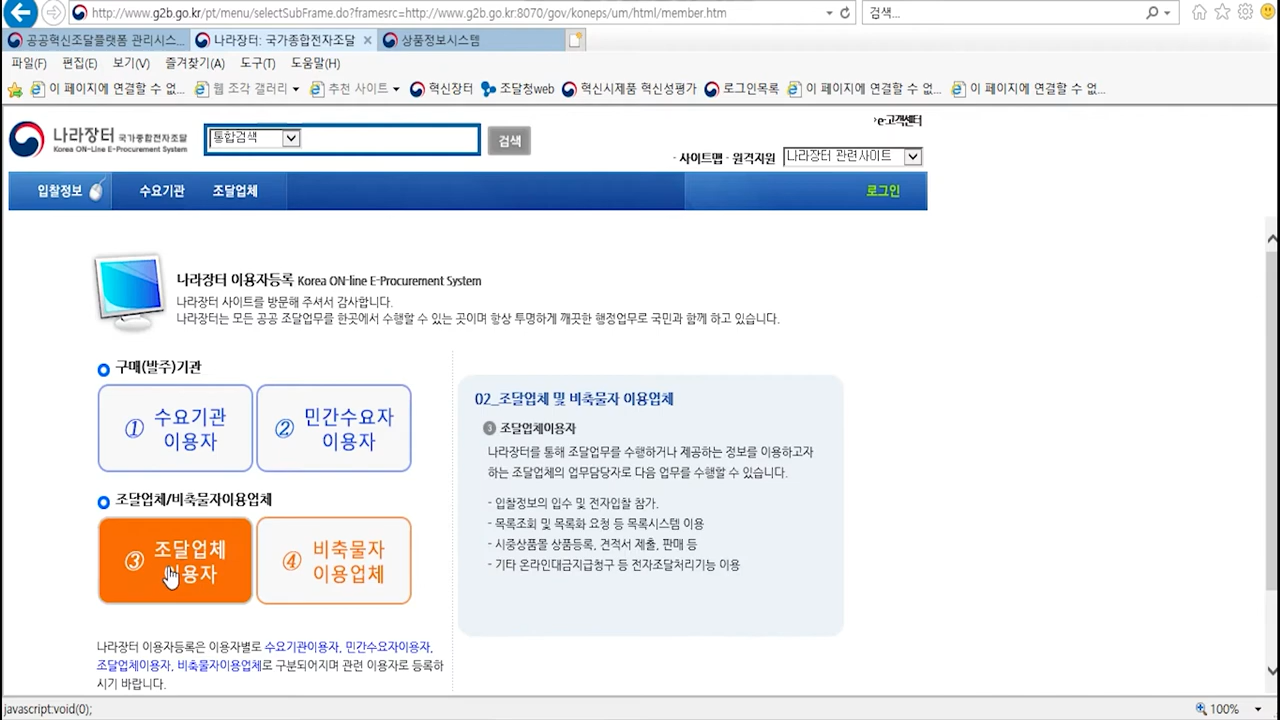 http://www.g2b.go.kr/pt/menu/selectSubFrame.do?framesrc=http://www.g2b.go.kr:8070/gov/koneps/um/html/member.htm
검색...
공공혁신조달플랫폼 관리시스...
나라장터: 국가종합전자조달
상품정보시스템
파일(F) 편집(E) 보기(V) 즐겨찾기(A) 도구(T) 도움말(H)
이 페이지에 연결할 수 없... 웹 조각 갤러리 추천 사이트 혁신장터 조달청web 혁신시제품 혁신성평가 로그인목록 이 페이지에 연결할 수 없... 이 페이지에 연결할 수 없...
나라장터 국가종합전자조달
Korea ON-Line E-Procurement System
통합검색
검색
›e-고객센터
- 사이트맵 - 원격지원
나라장터 관련사이트
입찰정보 수요기관 조달업체 로그인
나라장터 이용자등록 Korea ON-line E-Procurement System
나라장터 사이트를 방문해 주셔서 감사합니다.
나라장터는 모든 공공 조달업무를 한곳에서 수행할 수 있는 곳이며 항상 투명하게 깨끗한 행정업무로 국민과 함께 하고 있습니다.
구매(발주)기관
① 수요기관
이용자
② 민간수요자
이용자
조달업체/비축물자이용업체
③ 조달업체
이용자
④ 비축물자
이용업체
나라장터 이용자등록은 이용자별로 수요기관이용자, 민간수요자이용자,
조달업체이용자, 비축물자이용업체로 구분되어지며 관련 이용자로 등록하
시기 바랍니다.
02_조달업체 및 비축물자 이용업체
3 조달업체이용자
나라장터를 통해 조달업무를 수행하거나 제공하는 정보를 이용하고자
하는 조달업체의 업무담당자로 다음 업무를 수행할 수 있습니다.
- 입찰정보의 입수 및 전자입찰 참가.
- 목록조회 및 목록화 요청 등 목록시스템 이용
- 시중상품몰 상품등록, 견적서 제출, 판매 등
- 기타 온라인대금지급청구 등 전자조달처리기능 이용
javascript:void(0);
100%